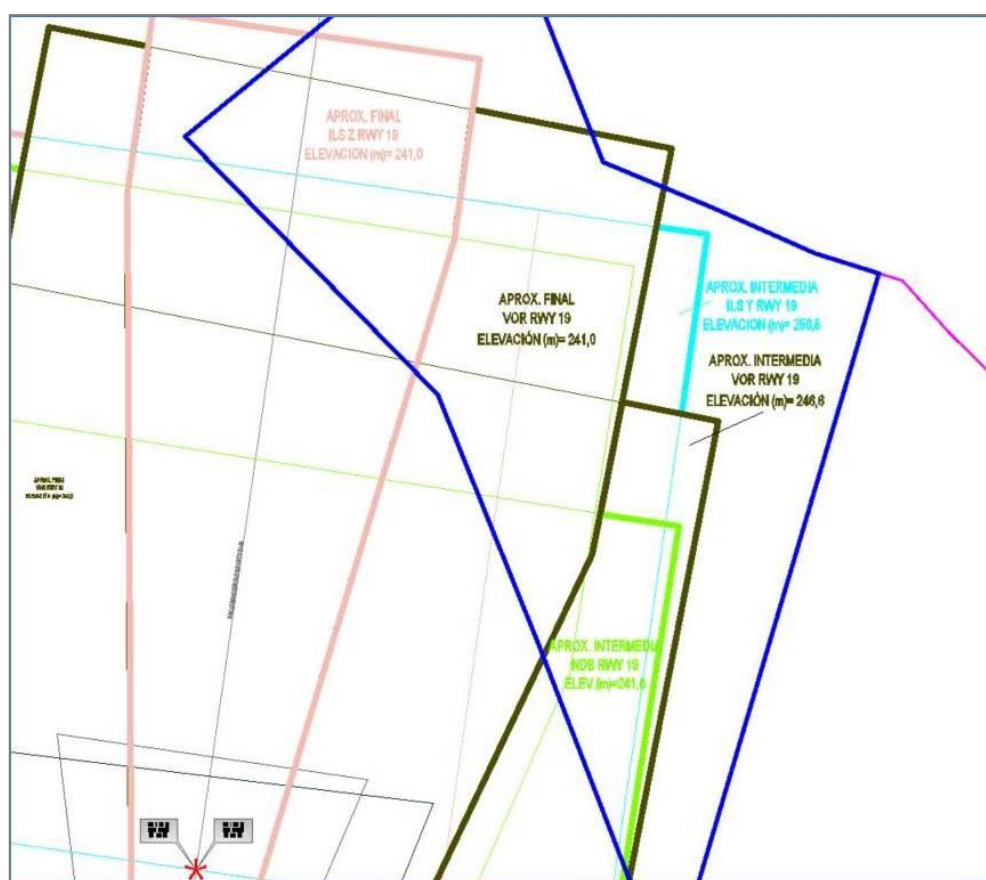 APROX. FINAL
ILS Z RWY 19
ELEVACION (m)= 241,0
APROX. FINAL
VOR RWY 19
ELEVACIÓN (m)= 241,0
APROX. INTERMEDIA
ILS Y RWY 19
ELEVACION (m)= 250,6
APROX. INTERMEDIA
VOR RWY 19
ELEVACIÓN (m)= 246,6
APROX. INTERMEDIA
NDB RWY 19
ELEV.(m)=241,0
APROX. FINAL